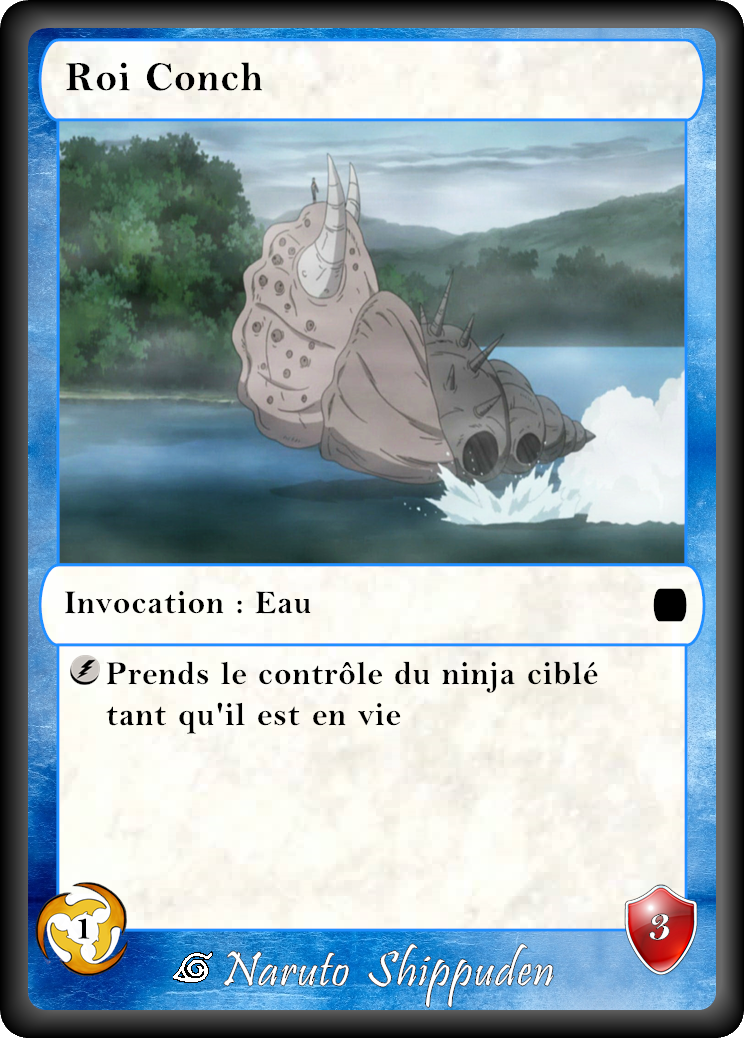 Roi Conch
Invocation : Eau
Prends le contrôle du ninja ciblé
tant qu'il est en vie
1
3
Naruto Shippuden